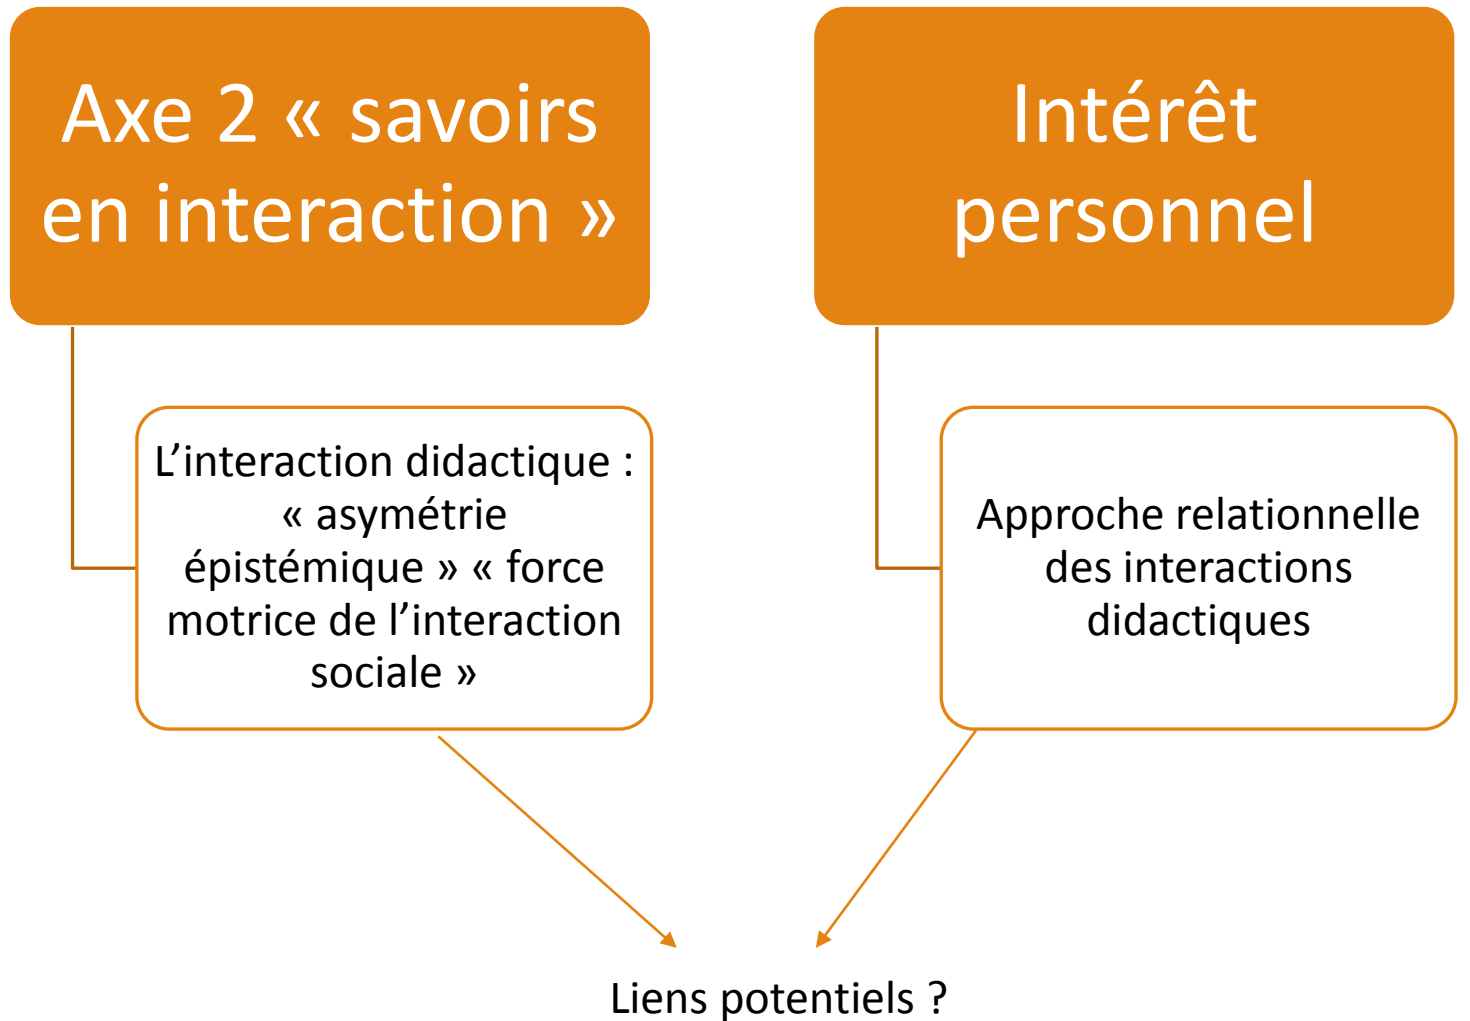 Axe 2 « savoirs
en interaction »
L’interaction didactique :
« asymétrie
épistémique » « force
motrice de l’interaction
sociale »
Intérêt
personnel
Approche relationnelle
des interactions
didactiques
Liens potentiels ?